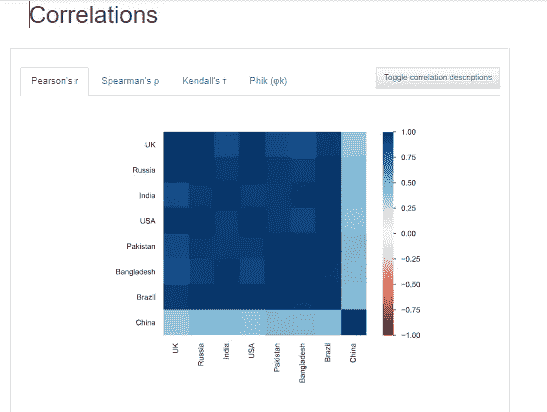 Correlations
Pearson's r Spearman's ρ Kendall's τ Phik (φk) Toggle correlation descriptions
UK
Russia
India
USA
Pakistan
Bangladesh
Brazil
China
1.00
0.75
0.50
0.25
0.00
−0.25
−0.50
−0.75
−1.00
UK Russia India USA Pakistan Bangladesh Brazil China